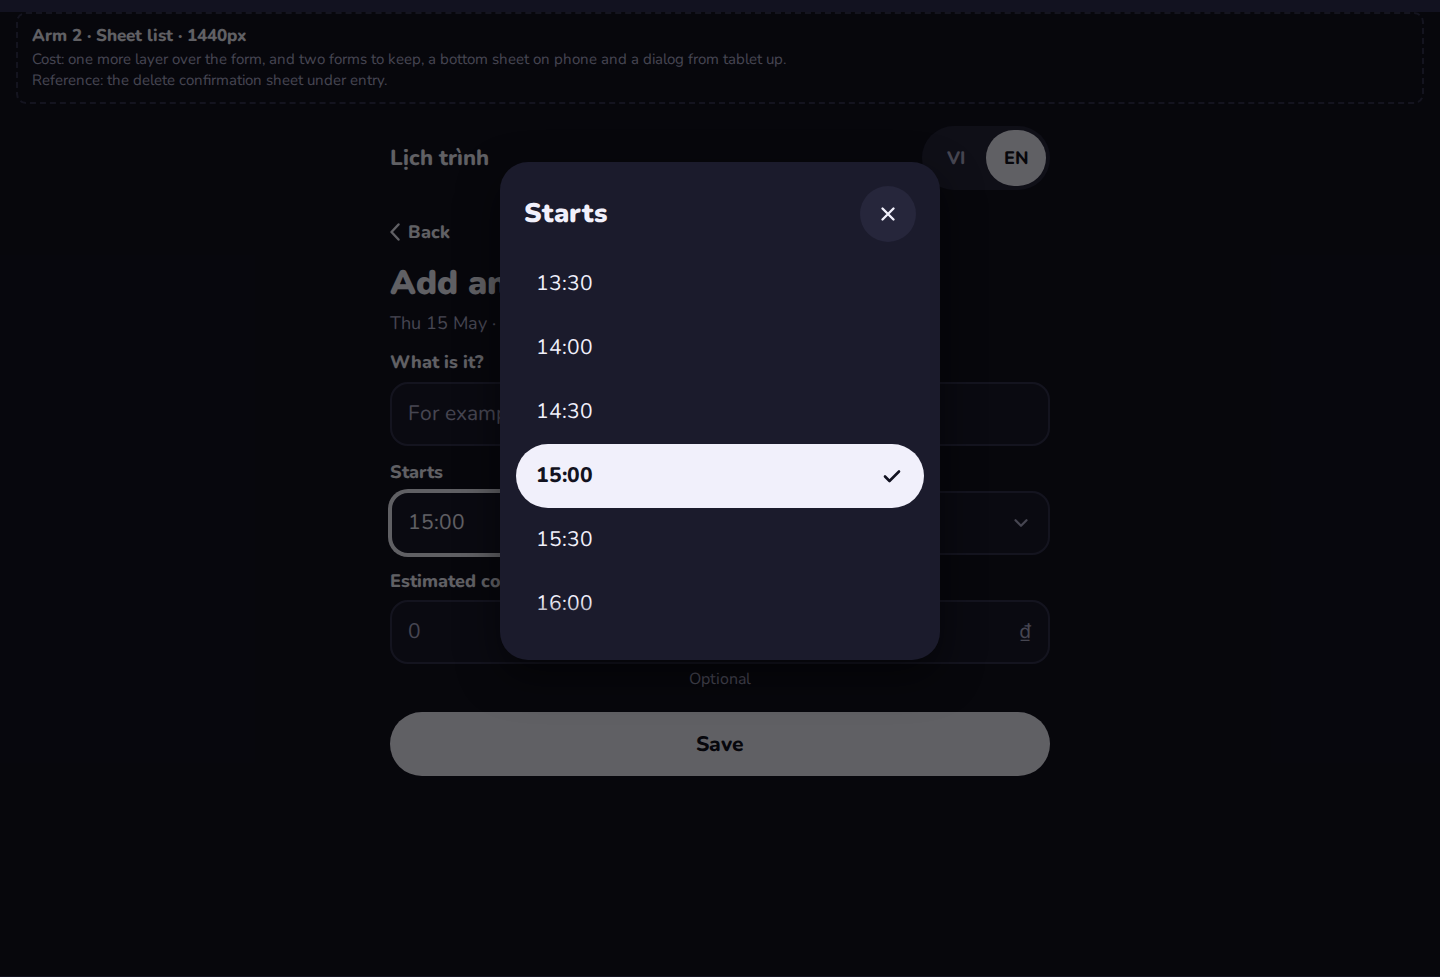 Arm 2 · Sheet list · 1440px
Cost: one more layer over the form, and two forms to keep, a bottom sheet on phone and a dialog from tablet up.
Reference: the delete confirmation sheet under entry.
Lịch trình
VI
EN
Starts
Back
Add
Thu 15 May ·
What is it?
For
Starts
15:00
Estimated
0
₫
13:30
14:00
14:30
15:00
15:30
16:00
Optional
Save